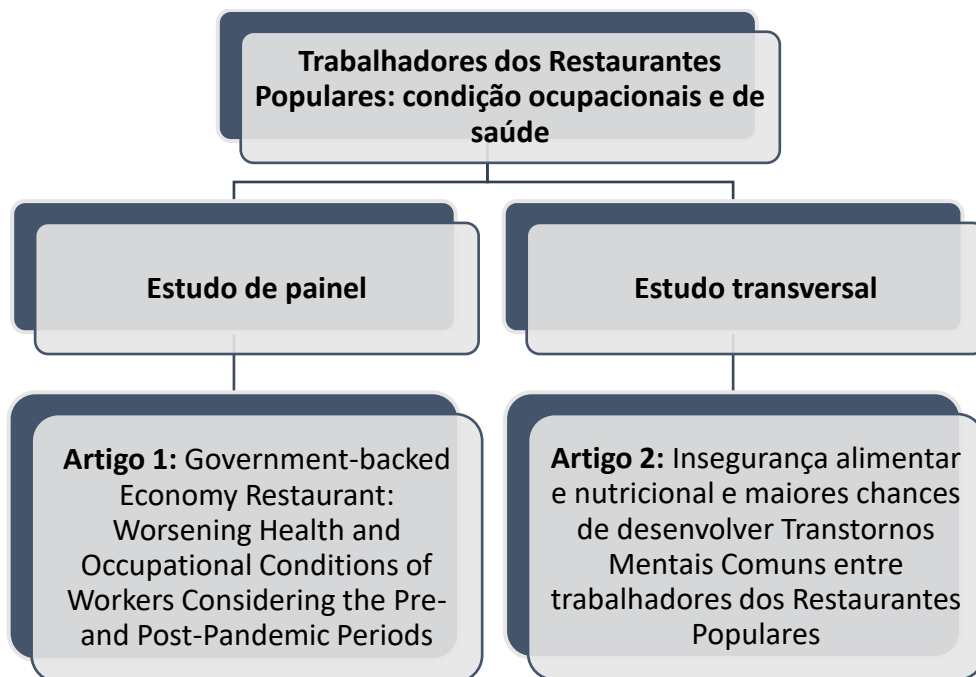 Trabalhadores dos Restaurantes
Populares: condição ocupacionais e de
saúde
Estudo de painel
Estudo transversal
Artigo 1: Government-backed
Economy Restaurant:
Worsening Health and
Occupational Conditions of
Workers Considering the Pre-
and Post-Pandemic Periods
Artigo 2: Insegurança alimentar
e nutricional e maiores chances
de desenvolver Transtornos
Mentais Comuns entre
trabalhadores dos Restaurantes
Populares